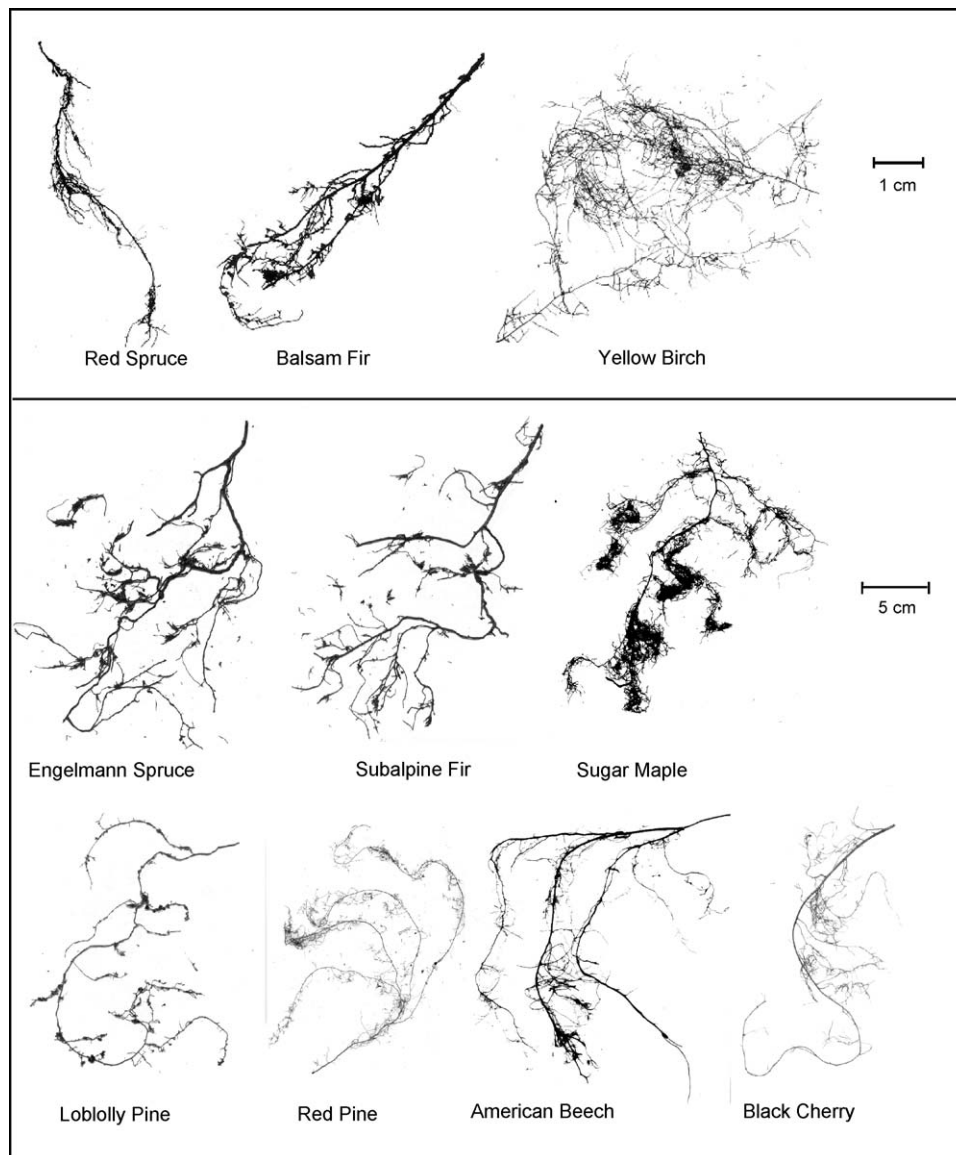 1 cm
Red Spruce
Balsam Fir
Yellow Birch
5 cm
Engelmann Spruce
Subalpine Fir
Sugar Maple
Loblolly Pine
Red Pine
American Beech
Black Cherry